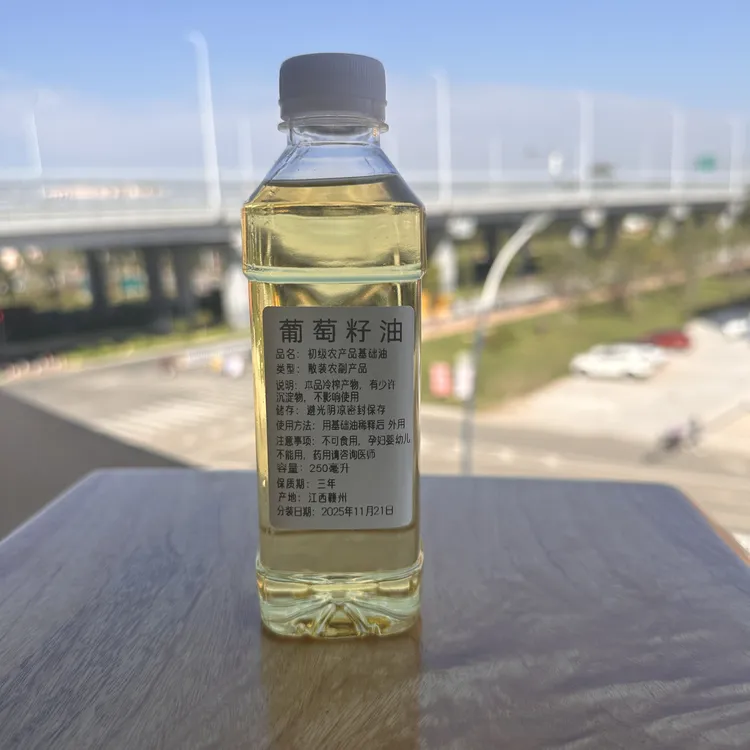 葡萄籽油
品名：初级农产品基础油
类型：散装农副产品
说明：本品冷榨产物，有少许
沉淀物，不影响使用
储存：避光阴凉密封保存
使用方法：用基础油稀释后 外用
注意事项：不可食用，孕妇婴幼儿
不能用，药用请咨询医师
容量：250毫升
保质期：三年
产地：江西赣州
分装日期：2025年11月21日